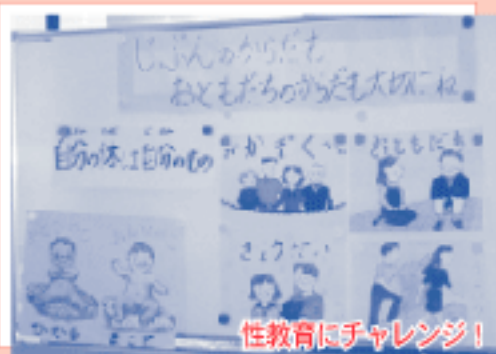 じぶんのからだも
おともだちのからだも大切にね
自分の体は自分のもの
かぞく
おともだち
きょうだい
性教育にチャレンジ！